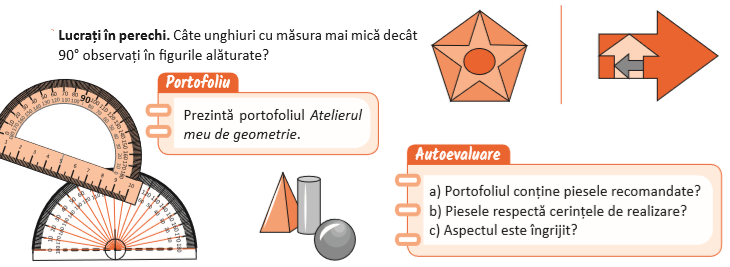 Lucrați în perechi. Câte unghiuri cu măsura mai mică decât
90° observați în figurile alăturate?
Portofoliu
Prezintă portofoliul Atelierul
meu de geometrie.
90
Autoevaluare
a) Portofoliul conține piesele recomandate?
b) Piesele respectă cerințele de realizare?
c) Aspectul este îngrijit?